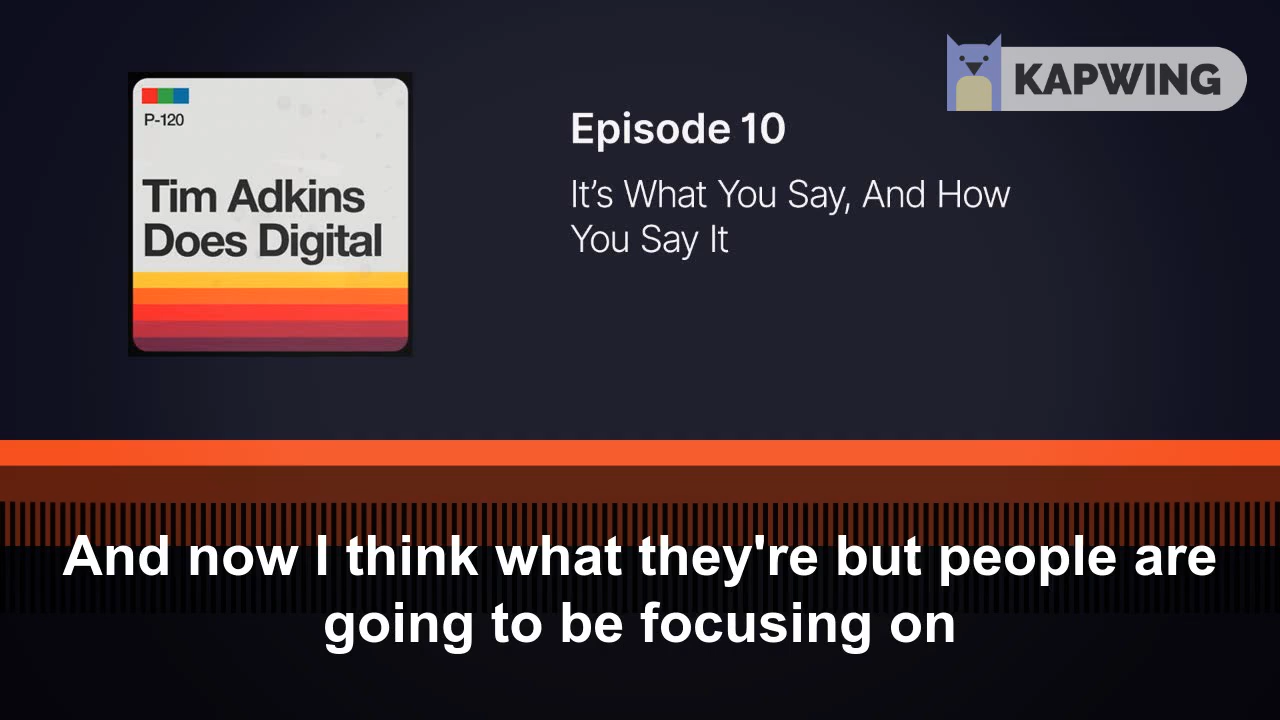 P-120
Tim Adkins
Does Digital
KAPWING
Episode 10
It’s What You Say, And How
You Say It
And now I think what they're but people are
going to be focusing on